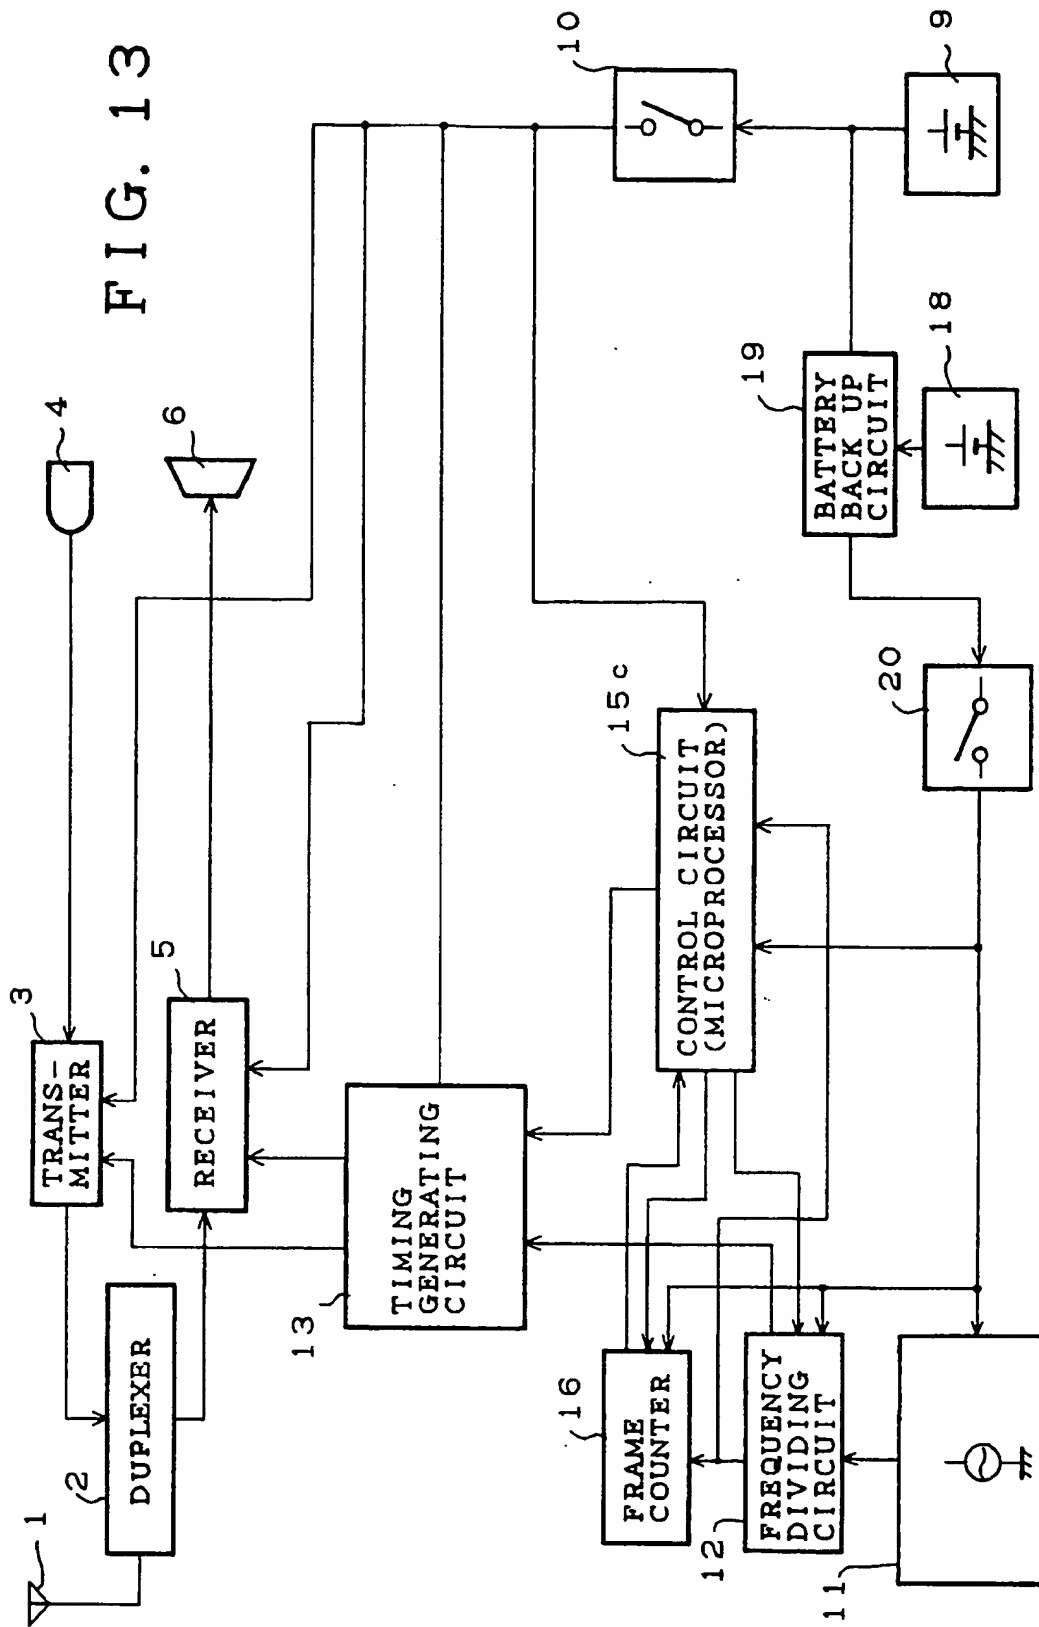 FIG. 13
1
2
DUPLEXER
3
TRANS-
MITTER
4
5
RECEIVER
6
13
TIMING
GENERATING
CIRCUIT
10
9
15c
CONTROL CIRCUIT
(MICROPROCESSOR)
19
BATTERY
BACK UP
CIRCUIT
18
20
16
FRAME
COUNTER
12
FREQUENCY
DIVIDING
CIRCUIT
11